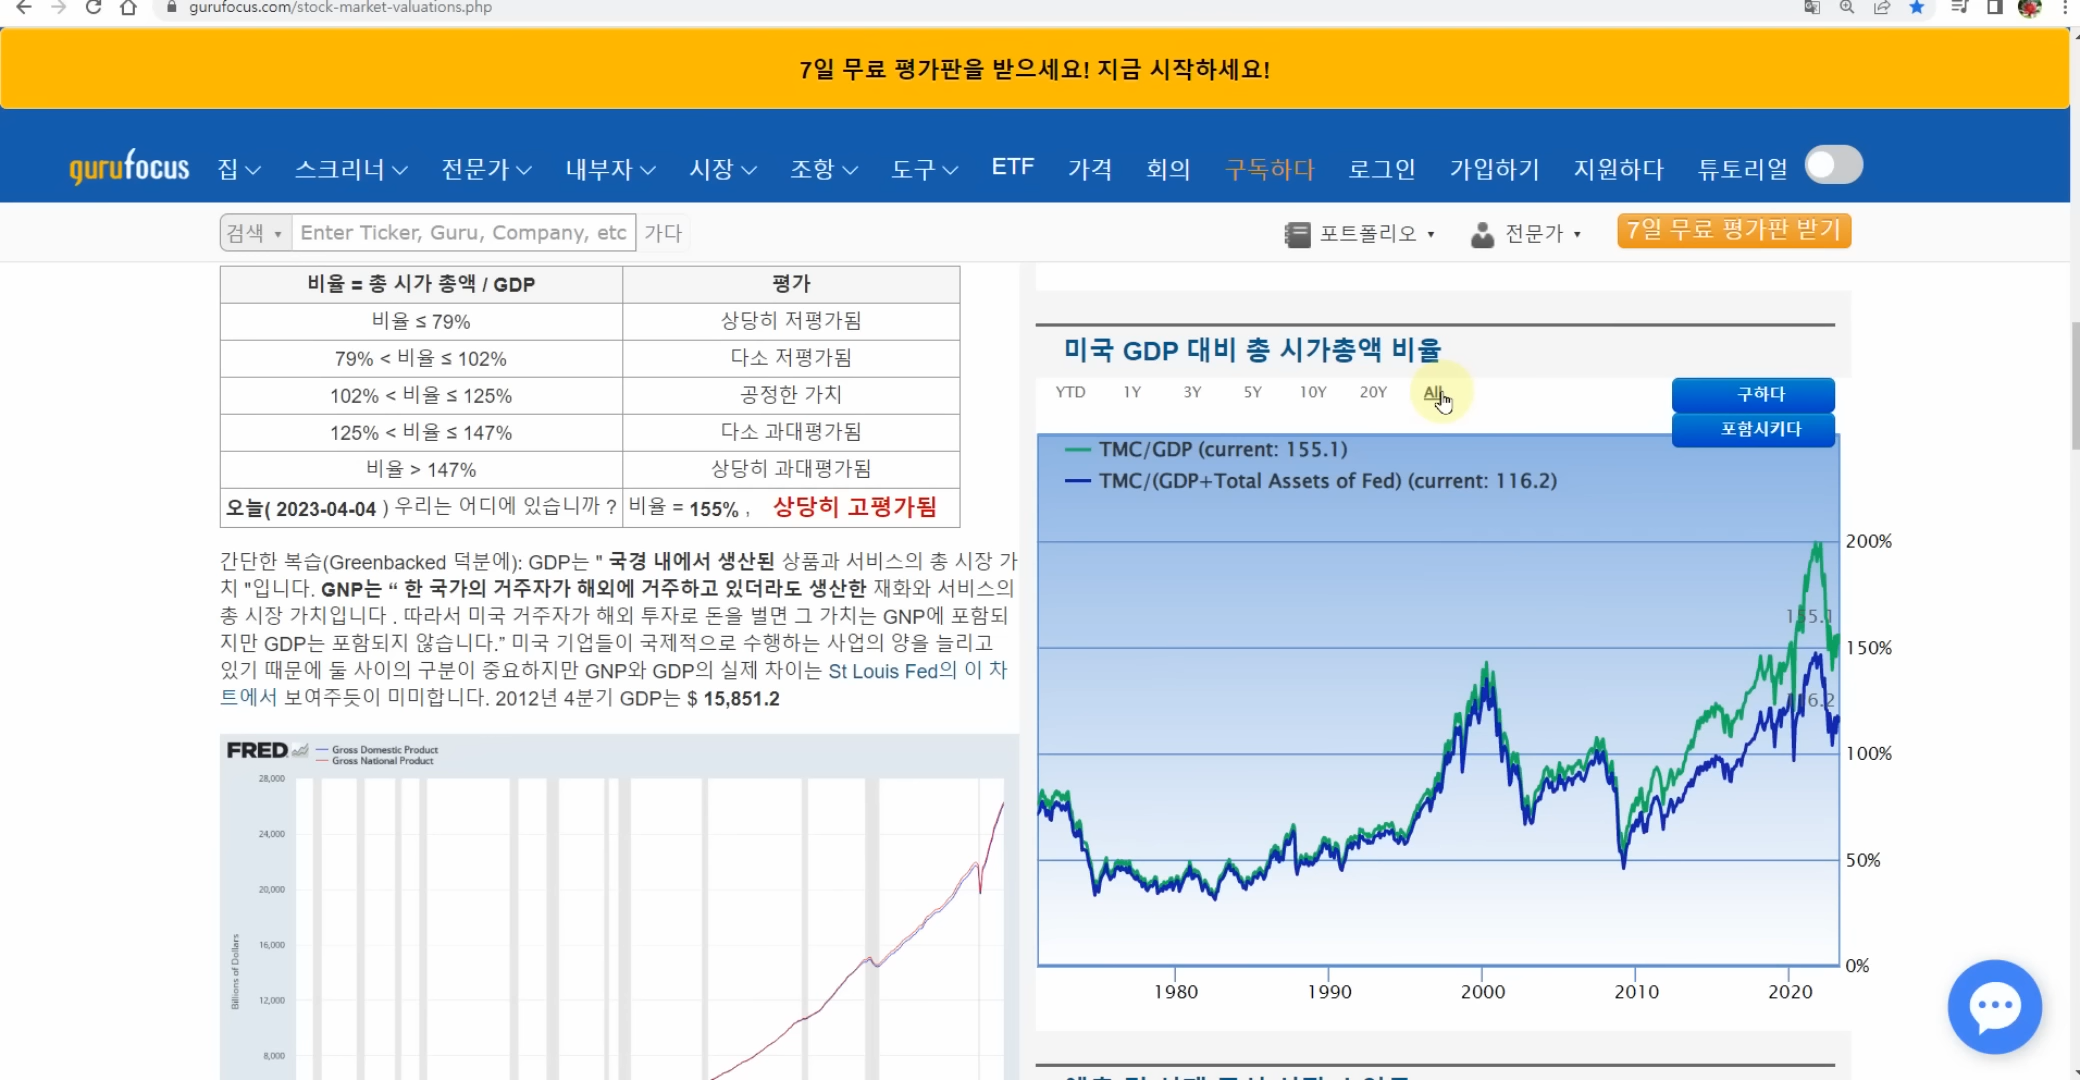 gurufocus.com/stock-market-valuations.php
7일 무료 평가판을 받으세요! 지금 시작하세요!
gurufocus 집 스크리너 전문가 내부자 시장 조항 도구 ETF 가격 회의 구독하다 로그인 가입하기 지원하다 튜토리얼
검색 Enter Ticker, Guru, Company, etc 가다 포트폴리오 전문가 7일 무료 평가판 받기
비율 = 총 시가 총액 / GDP 평가
비율 ≤ 79% 상당히 저평가됨
79% < 비율 ≤ 102% 다소 저평가됨
102% < 비율 ≤ 125% 공정한 가치
125% < 비율 ≤ 147% 다소 과대평가됨
비율 > 147% 상당히 과대평가됨
오늘( 2023-04-04 ) 우리는 어디에 있습니까 ? 비율 = 155% , 상당히 고평가됨
간단한 복습(Greenbacked 덕분에): GDP는 " 국경 내에서 생산된 상품과 서비스의 총 시장 가
치 "입니다. GNP는 “ 한 국가의 거주자가 해외에 거주하고 있더라도 생산한 재화와 서비스의
총 시장 가치입니다 . 따라서 미국 거주자가 해외 투자로 돈을 벌면 그 가치는 GNP에 포함되
지만 GDP는 포함되지 않습니다.” 미국 기업들이 국제적으로 수행하는 사업의 양을 늘리고
있기 때문에 둘 사이의 구분이 중요하지만 GNP와 GDP의 실제 차이는 St Louis Fed의 이 차
트에서 보여주듯이 미미합니다. 2012년 4분기 GDP는 $ 15,851.2
FRED
Gross Domestic Product
Gross National Product
28,000
24,000
20,000
16,000
12,000
8,000
Billions of Dollars
미국 GDP 대비 총 시가총액 비율
YTD 1Y 3Y 5Y 10Y 20Y All
구하다
포함시키다
TMC/GDP (current: 155.1)
TMC/(GDP+Total Assets of Fed) (current: 116.2)
200%
155.1
150%
116.2
100%
50%
0%
1980 1990 2000 2010 2020